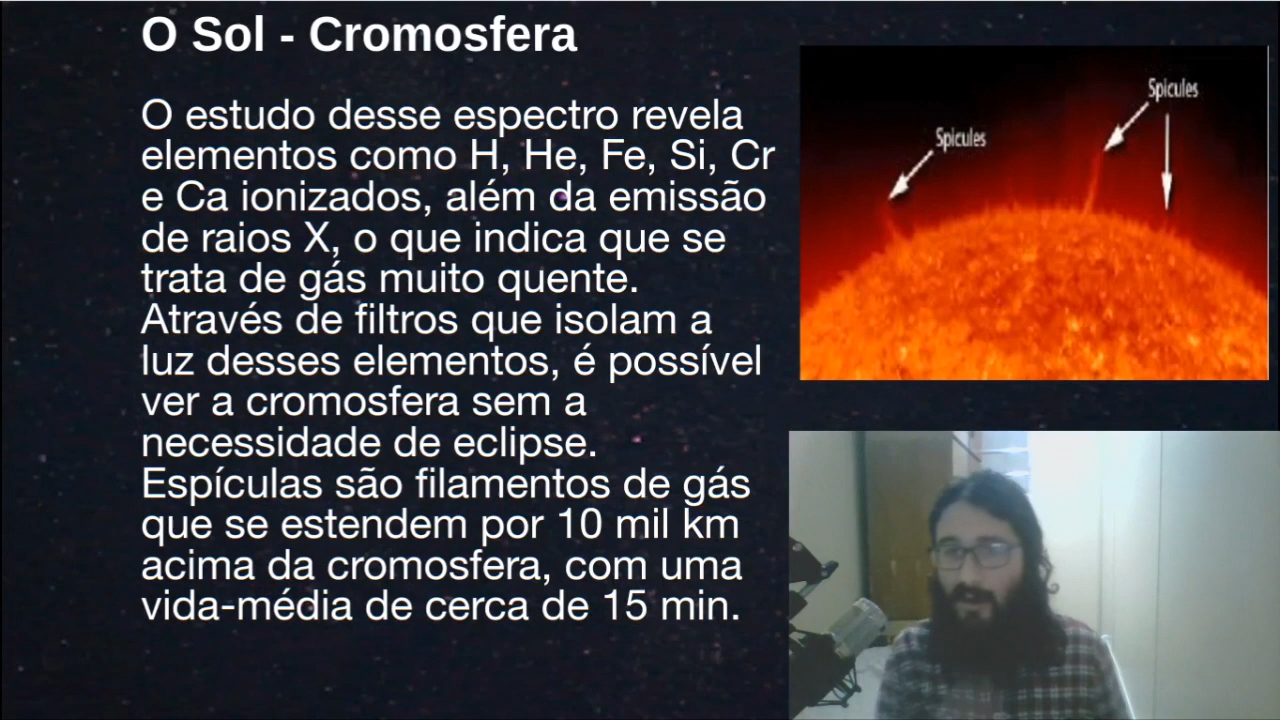 O Sol - Cromosfera
O estudo desse espectro revela
elementos como H, He, Fe, Si, Cr
e Ca ionizados, além da emissão
de raios X, o que indica que se
trata de gás muito quente.
Através de filtros que isolam a
luz desses elementos, é possível
ver a cromosfera sem a
necessidade de eclipse.
Espículas são filamentos de gás
que se estendem por 10 mil km
acima da cromosfera, com uma
vida-média de cerca de 15 min.
Spicules
Spicules